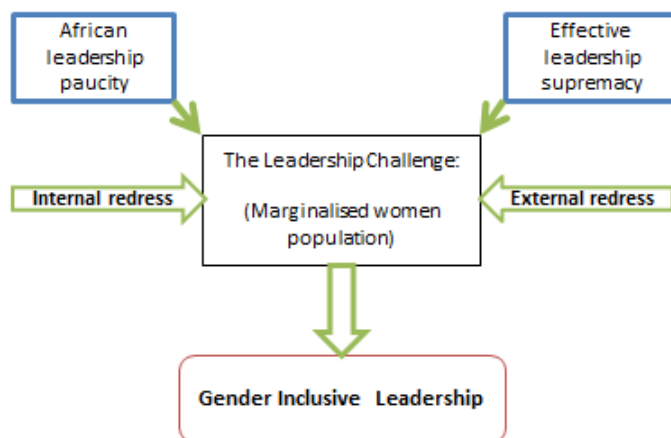 African
leadership
paucity
Effective
leadership
supremacy
The Leadership Challenge:
(Marginalised women
population)
Internal redress
External redress
Gender Inclusive Leadership